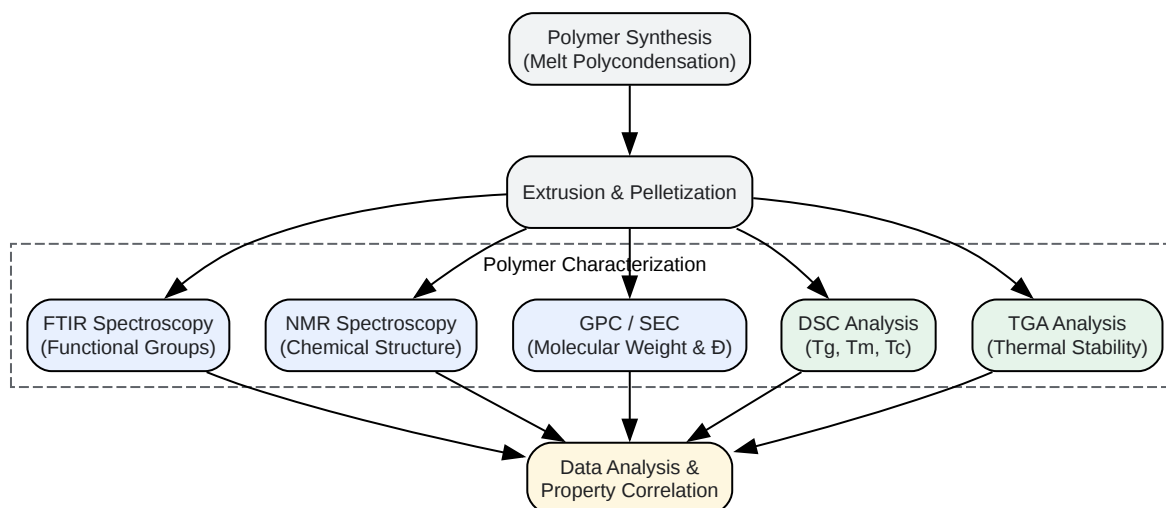 Polymer Synthesis
(Melt Polycondensation)
Extrusion & Pelletization
Polymer Characterization
FTIR Spectroscopy
(Functional Groups)
NMR Spectroscopy
(Chemical Structure)
GPC / SEC
(Molecular Weight & Đ)
DSC Analysis
(Tg, Tm, Tc)
TGA Analysis
(Thermal Stability)
Data Analysis &
Property Correlation